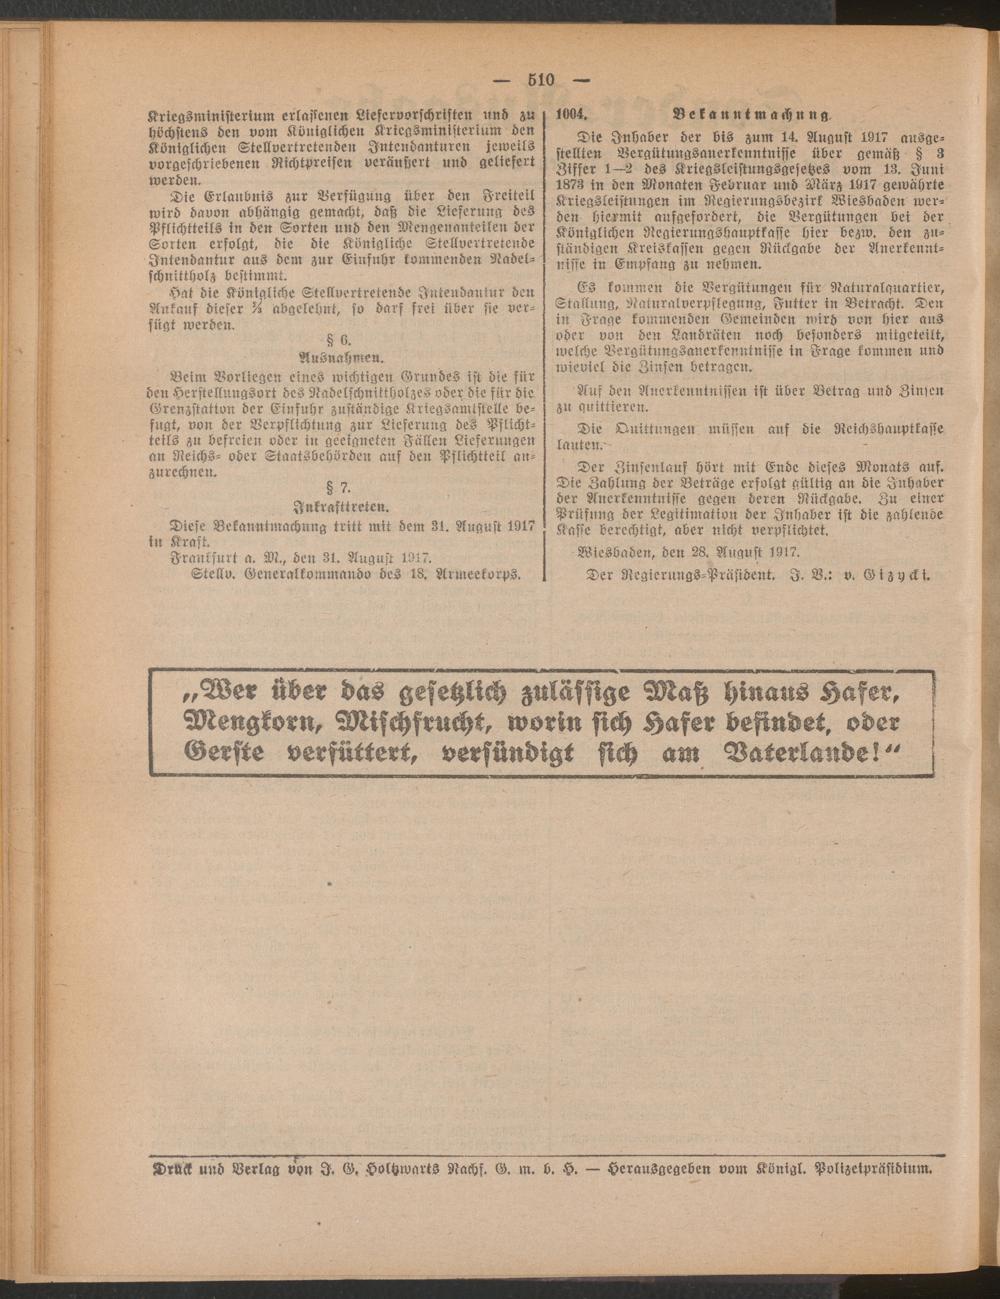 — 510 —
Kriegsministerium erlassenen Liefervorschriften und zu
höchstens den vom Königlichen Kriegsministerium den
Königlichen Stellvertretenden Intendanturen jeweils
vorgeschriebenen Richtpreisen veräußert und geliefert
werden.
Die Erlaubnis zur Verfügung über den Freiteil
wird davon abhängig gemacht, daß die Lieferung des
Pflichtteils in den Sorten und den Mengenanteilen der
Sorten erfolgt, die die Königliche Stellvertretende
Intendantur aus dem zur Einfuhr kommenden Nadel-
schnittholz bestimmt.
Hat die Königliche Stellvertretende Intendantur den
Ankauf dieser abgelehnt, so darf frei über sie ver-
fügt werden.
§ 6.
Ausnahmen.
Beim Vorliegen eines wichtigen Grundes ist die für
den Herstellungsort des Nadelschnittholzes oder die für die
Grenzstation der Einfuhr zuständige Kriegsamtstelle be-
fugt, von der Verpflichtung zur Lieferung des Pflicht-
teils zu befreien oder in geeigneten Fällen Lieferungen
an Reichs- oder Staatsbehörden auf den Pflichtteil an-
zurechnen.
§ 7.
Inkrafttreten.
Diese Bekanntmachung tritt mit dem 31. August 1917
in Kraft.
Frankfurt a. M., den 31. August 1917.
Stellv. Generalkommando des 18. Armeekorps.
1004. Bekanntmachung.
Die Inhaber der bis zum 14. August 1917 ausge-
stellten Vergütungsanerkenntnisse über gemäß § 3
Ziffer 1—2 des Kriegsleistungsgesetzes vom 13. Juni
1873 in den Monaten Februar und März 1917 gewährte
Kriegsleistungen im Regierungsbezirk Wiesbaden wer-
den hiermit aufgefordert, die Vergütungen bei der
Königlichen Regierungshauptkasse hier bezw. den zu-
ständigen Kreiskassen gegen Rückgabe der Anerkennt-
nisse in Empfang zu nehmen.
Es kommen die Vergütungen für Naturalquartier,
Stallung, Naturalverpflegung, Futter in Betracht. Den
in Frage kommenden Gemeinden wird von hier aus
oder von den Landräten noch besonders mitgeteilt,
welche Vergütungsanerkenntnisse in Frage kommen und
wieviel die Zinsen betragen.
Auf den Anerkenntnissen ist über Betrag und Zinsen
zu quittieren.
Die Quittungen müssen auf die Reichshauptkasse
lauten.
Der Zinsenlauf hört mit Ende dieses Monats auf.
Die Zahlung der Beträge erfolgt gültig an die Inhaber
der Anerkenntnisse gegen deren Rückgabe. Zu einer
Prüfung der Legitimation der Inhaber ist die zahlende
Kasse berechtigt, aber nicht verpflichtet.
Wiesbaden, den 28. August 1917.
Der Regierungs-Präsident. J. V.: v. Gizycki.
„Wer über das gesetzlich zulässige Maß hinaus Hafer,
Mengkorn, Mischfrucht, worin sich Hafer befindet, oder
Gerste verfüttert, versündigt sich am Vaterlande!“
Druck und Verlag von J. G. Holtzwarts Nachf. G. m. b. H. — Herausgegeben vom Königl. Polizeipräsidium.